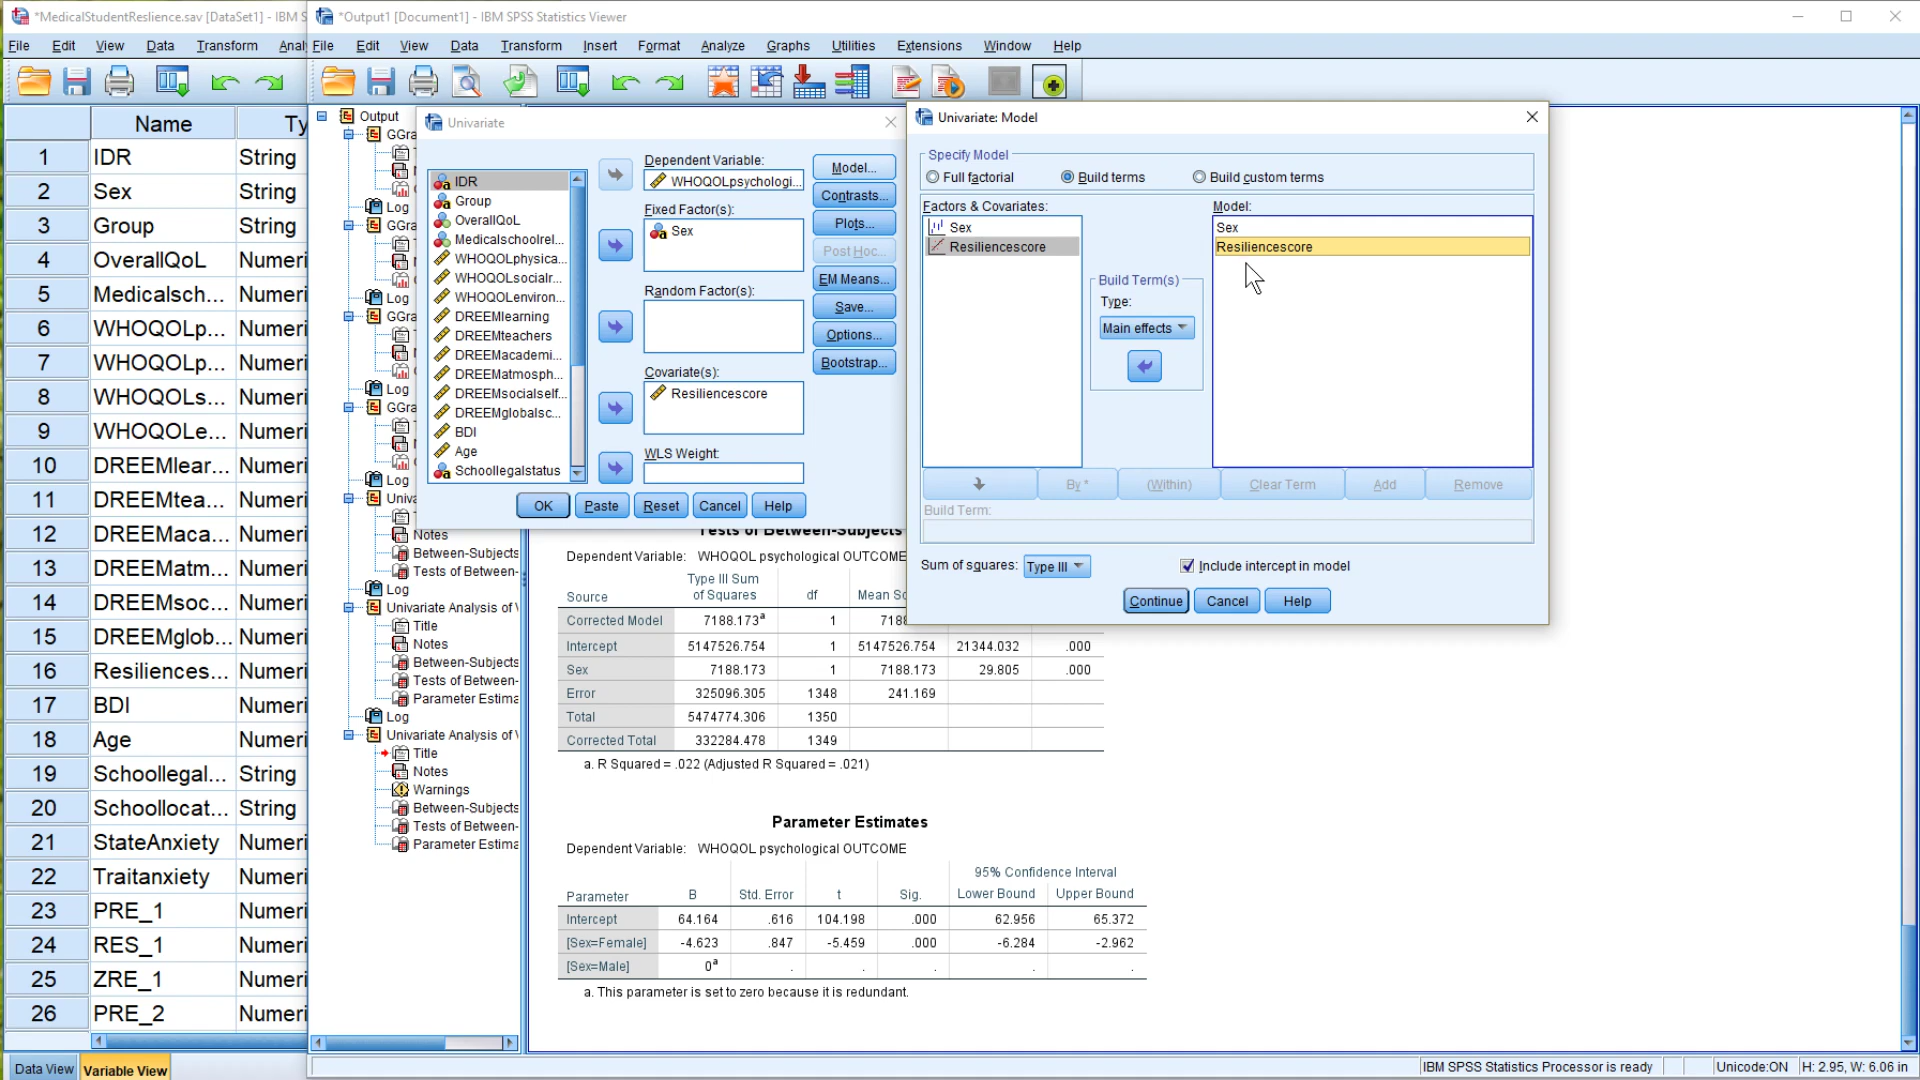 *MedicalStudentReslience.sav [DataSet1] - IBM S
*Output1 [Document1] - IBM SPSS Statistics Viewer
File Edit View Data Transform Anal
File Edit View Data Transform Insert Format Analyze Graphs Utilities Extensions Window Help
Name Ty
1 IDR String
2 Sex String
3 Group String
4 OverallQoL Numeri
5 Medicalsch... Numeri
6 WHOQOLp... Numeri
7 WHOQOLp... Numeri
8 WHOQOLs... Numeri
9 WHOQOLe... Numeri
10 DREEMlear... Numeri
11 DREEMtea... Numeri
12 DREEMaca... Numeri
13 DREEMatm... Numeri
14 DREEMsoc... Numeri
15 DREEMglob... Numeri
16 Resiliences... Numeri
17 BDI Numeri
18 Age Numeri
19 Schoollegal... String
20 Schoollocat... String
21 StateAnxiety Numeri
22 Traitanxiety Numeri
23 PRE_1 Numeri
24 RES_1 Numeri
25 ZRE_1 Numeri
26 PRE_2 Numeri
Data View Variable View
Output
GGra
Log
GGra
Log
GGra
Log
GGra
Log
Univa
Notes
Between-Subjects
Tests of Between-
Log
Univariate Analysis of
Title
Notes
Between-Subjects
Tests of Between-
Parameter Estima
Log
Univariate Analysis of
Title
Notes
Warnings
Between-Subjects
Tests of Between-
Parameter Estima
Univariate
IDR
Group
OverallQoL
Medicalschoolrel...
WHOQOLphysica...
WHOQOLsocialr...
WHOQOLenviron...
DREEMlearning
DREEMteachers
DREEMacademi...
DREEMatmosph...
DREEMsocialself...
DREEMglobalsc...
BDI
Age
Schoollegalstatus
Dependent Variable:
WHOQOLpsychologi...
Fixed Factor(s):
Sex
Random Factor(s):
Covariate(s):
Resiliencescore
WLS Weight:
Model...
Contrasts...
Plots...
Post Hoc...
EM Means...
Save...
Options...
Bootstrap...
OK Paste Reset Cancel Help
Univariate: Model
Specify Model
Full factorial Build terms Build custom terms
Factors & Covariates:
Sex
Resiliencescore
Build Term(s)
Type:
Main effects
Model:
Sex
Resiliencescore
By* (Within) Clear Term Add Remove
Build Term:
Sum of squares: Type III Include intercept in model
Continue Cancel Help
Tests of Between-Subjects
Dependent Variable: WHOQOL psychological OUTCOME
Source Type III Sum of Squares df Mean Sq
Corrected Model 7188.173a 1 7188
Intercept 5147526.754 1 5147526.754 21344.032 .000
Sex 7188.173 1 7188.173 29.805 .000
Error 325096.305 1348 241.169
Total 5474774.306 1350
Corrected Total 332284.478 1349
a. R Squared = .022 (Adjusted R Squared = .021)
Parameter Estimates
Dependent Variable: WHOQOL psychological OUTCOME
95% Confidence Interval
Parameter B Std. Error t Sig. Lower Bound Upper Bound
Intercept 64.164 .616 104.198 .000 62.956 65.372
[Sex=Female] -4.623 .847 -5.459 .000 -6.284 -2.962
[Sex=Male] 0a . . . . .
a. This parameter is set to zero because it is redundant.
IBM SPSS Statistics Processor is ready Unicode:ON H: 2.95, W: 6.06 in